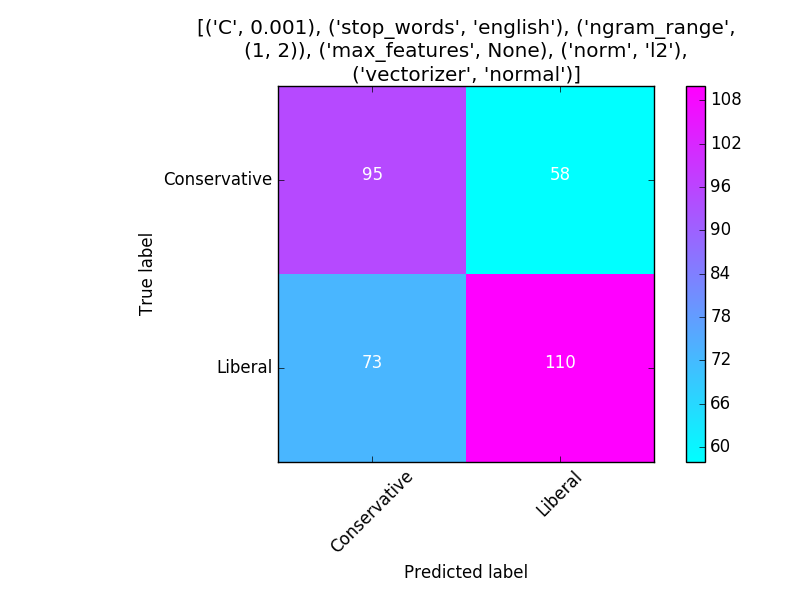 [('C', 0.001), ('stop_words', 'english'), ('ngram_range',
(1, 2)), ('max_features', None), ('norm', 'l2'),
('vectorizer', 'normal')]
True label
Conservative
95
58
Liberal
73
110
Conservative
Liberal
Predicted label
108
102
96
90
84
78
72
66
60